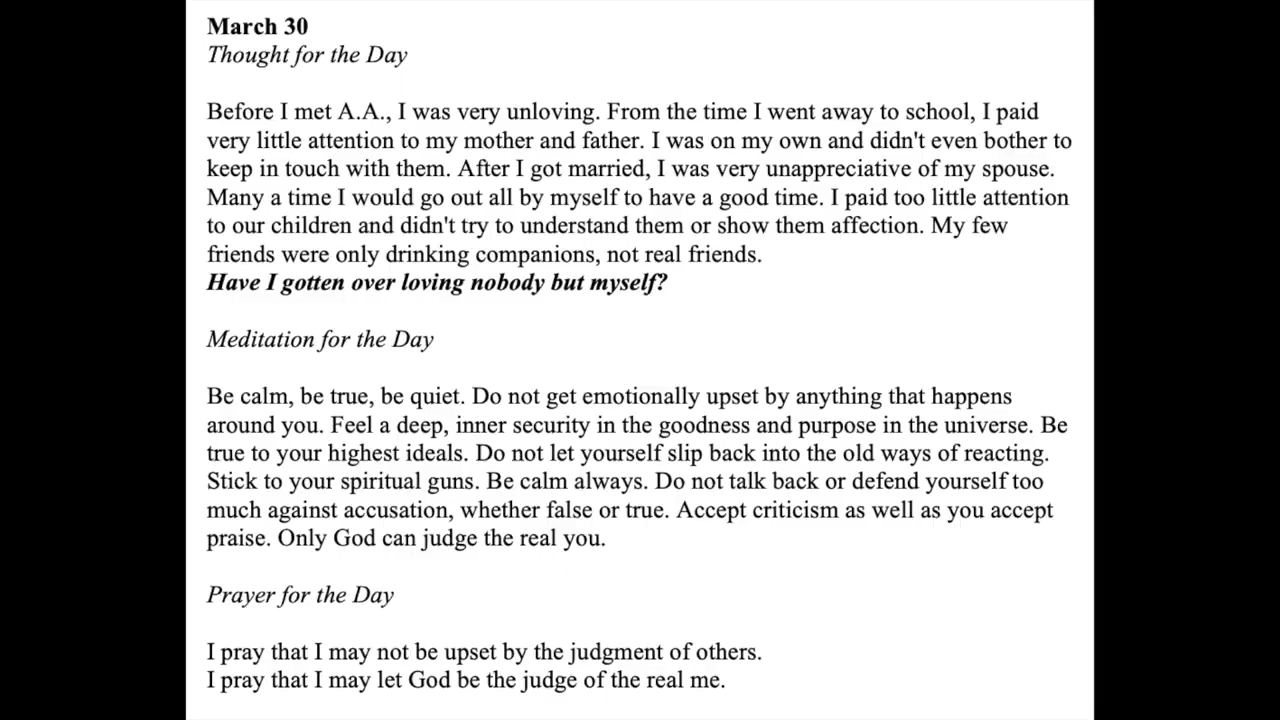 March 30
Thought for the Day
Before I met A.A., I was very unloving. From the time I went away to school, I paid
very little attention to my mother and father. I was on my own and didn't even bother to
keep in touch with them. After I got married, I was very unappreciative of my spouse.
Many a time I would go out all by myself to have a good time. I paid too little attention
to our children and didn't try to understand them or show them affection. My few
friends were only drinking companions, not real friends.
Have I gotten over loving nobody but myself?
Meditation for the Day
Be calm, be true, be quiet. Do not get emotionally upset by anything that happens
around you. Feel a deep, inner security in the goodness and purpose in the universe. Be
true to your highest ideals. Do not let yourself slip back into the old ways of reacting.
Stick to your spiritual guns. Be calm always. Do not talk back or defend yourself too
much against accusation, whether false or true. Accept criticism as well as you accept
praise. Only God can judge the real you.
Prayer for the Day
I pray that I may not be upset by the judgment of others.
I pray that I may let God be the judge of the real me.